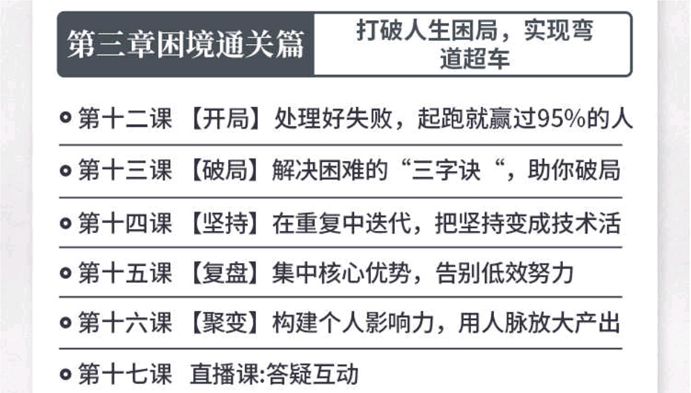 第三章困境通关篇
打破人生困局，实现弯
道超车
第十二课 【开局】处理好失败，起跑就赢过95%的人
第十三课 【破局】解决困难的“三字诀“，助你破局
第十四课 【坚持】在重复中迭代，把坚持变成技术活
第十五课 【复盘】集中核心优势，告别低效努力
第十六课 【聚变】构建个人影响力，用人脉放大产出
第十七课 直播课:答疑互动